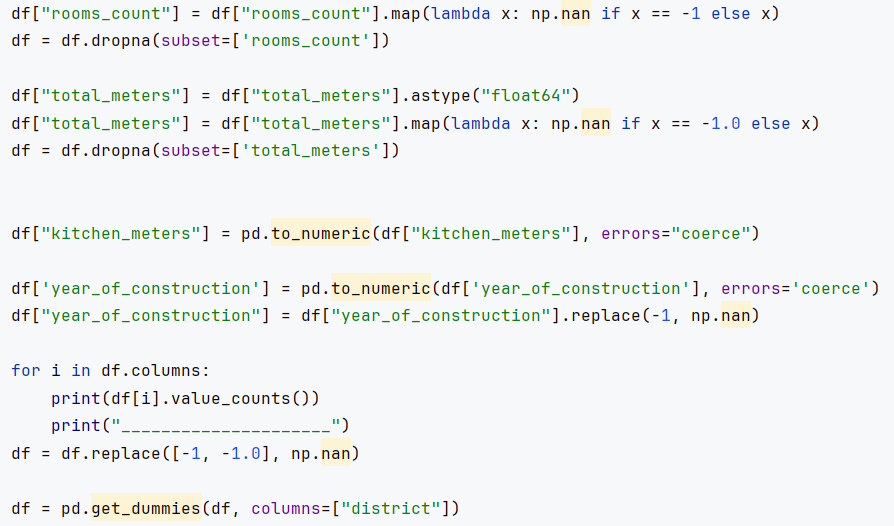 df["rooms_count"] = df["rooms_count"].map(lambda x: np.nan if x == -1 else x)
df = df.dropna(subset=['rooms_count'])
df["total_meters"] = df["total_meters"].astype("float64")
df["total_meters"] = df["total_meters"].map(lambda x: np.nan if x == -1.0 else x)
df = df.dropna(subset=['total_meters'])
df["kitchen_meters"] = pd.to_numeric(df["kitchen_meters"], errors="coerce")
df['year_of_construction'] = pd.to_numeric(df['year_of_construction'], errors='coerce')
df["year_of_construction"] = df["year_of_construction"].replace(-1, np.nan)
for i in df.columns:
    print(df[i].value_counts())
    print("_____________________")
df = df.replace([-1, -1.0], np.nan)
df = pd.get_dummies(df, columns=["district"])